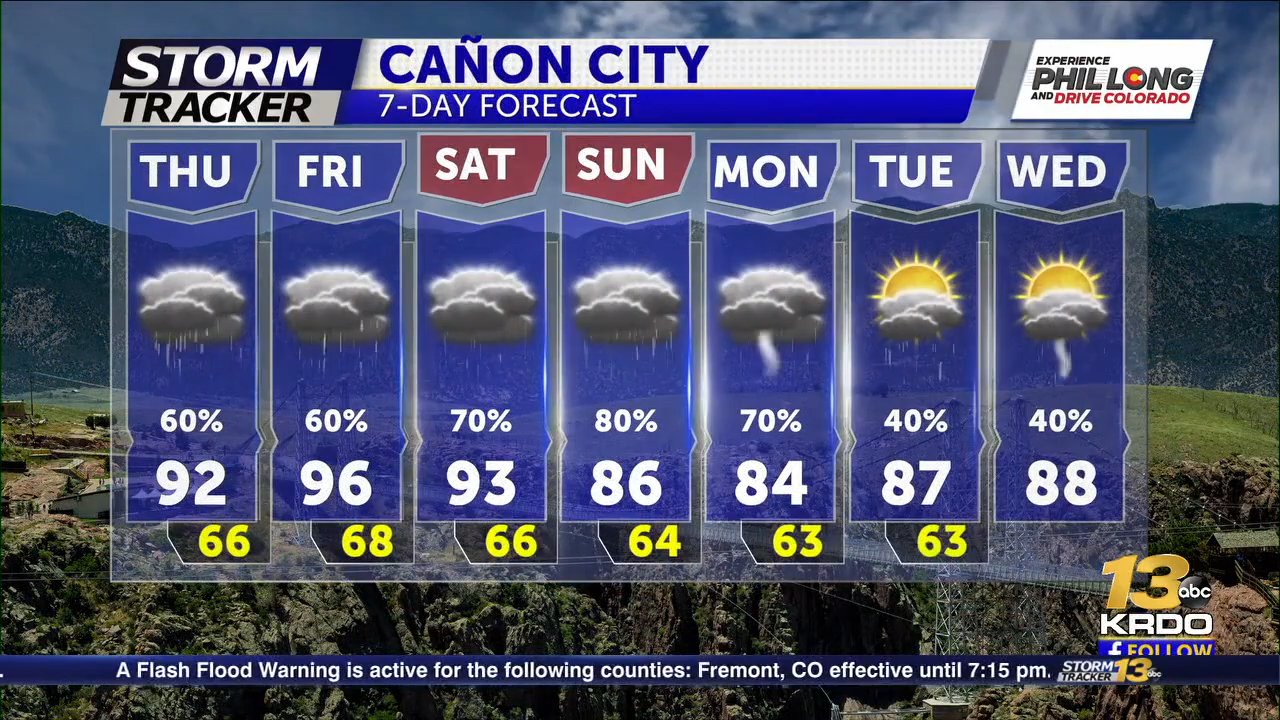 STORM
TRACKER
CAÑON CITY
7-DAY FORECAST
EXPERIENCE
PHIL LONG
AND DRIVE COLORADO
THU FRI SAT SUN MON TUE WED
60% 60% 70% 80% 70% 40% 40%
92 96 93 86 84 87 88
66 68 66 64 63 63
13 abc
KRDO
f FOLLOW
. A Flash Flood Warning is active for the following counties: Fremont, CO effective until 7:15 pm.
STORM
TRACKER 13 abc